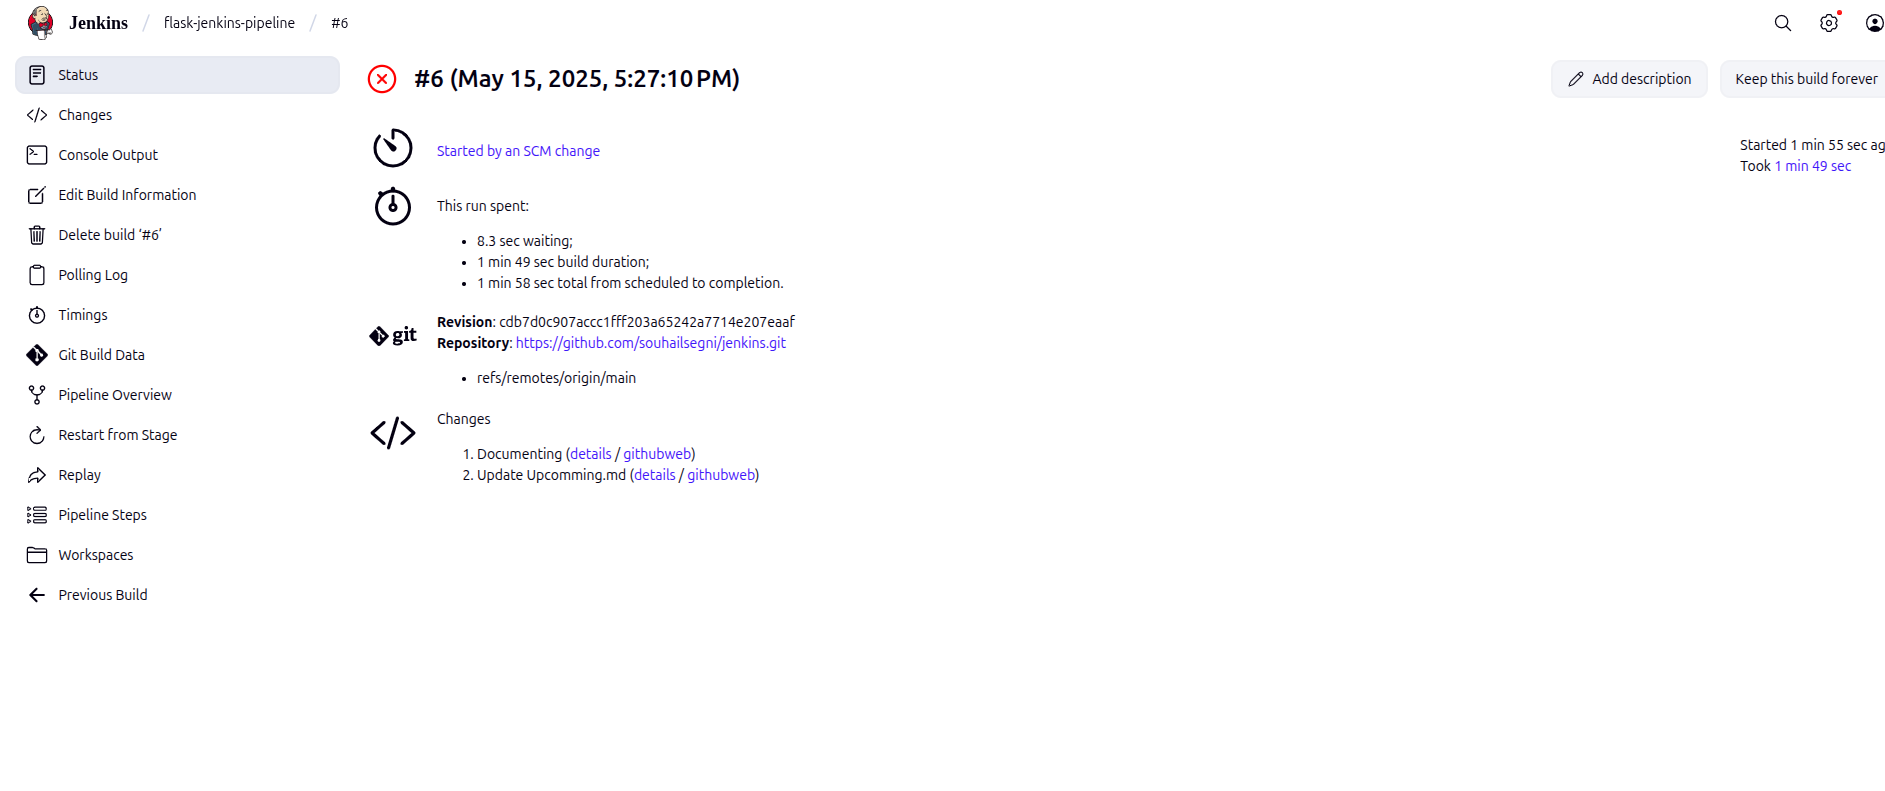 Jenkins / flask-jenkins-pipeline / #6
Status
Changes
Console Output
Edit Build Information
Delete build ‘#6’
Polling Log
Timings
Git Build Data
Pipeline Overview
Restart from Stage
Replay
Pipeline Steps
Workspaces
Previous Build
#6 (May 15, 2025, 5:27:10 PM)
Add description
Keep this build forever
Started by an SCM change
Started 1 min 55 sec ag
Took 1 min 49 sec
This run spent:
• 8.3 sec waiting;
• 1 min 49 sec build duration;
• 1 min 58 sec total from scheduled to completion.
git
Revision: cdb7d0c907accc1fff203a65242a7714e207eaaf
Repository: https://github.com/souhailsegni/jenkins.git
• refs/remotes/origin/main
Changes
1. Documenting (details / githubweb)
2. Update Upcomming.md (details / githubweb)